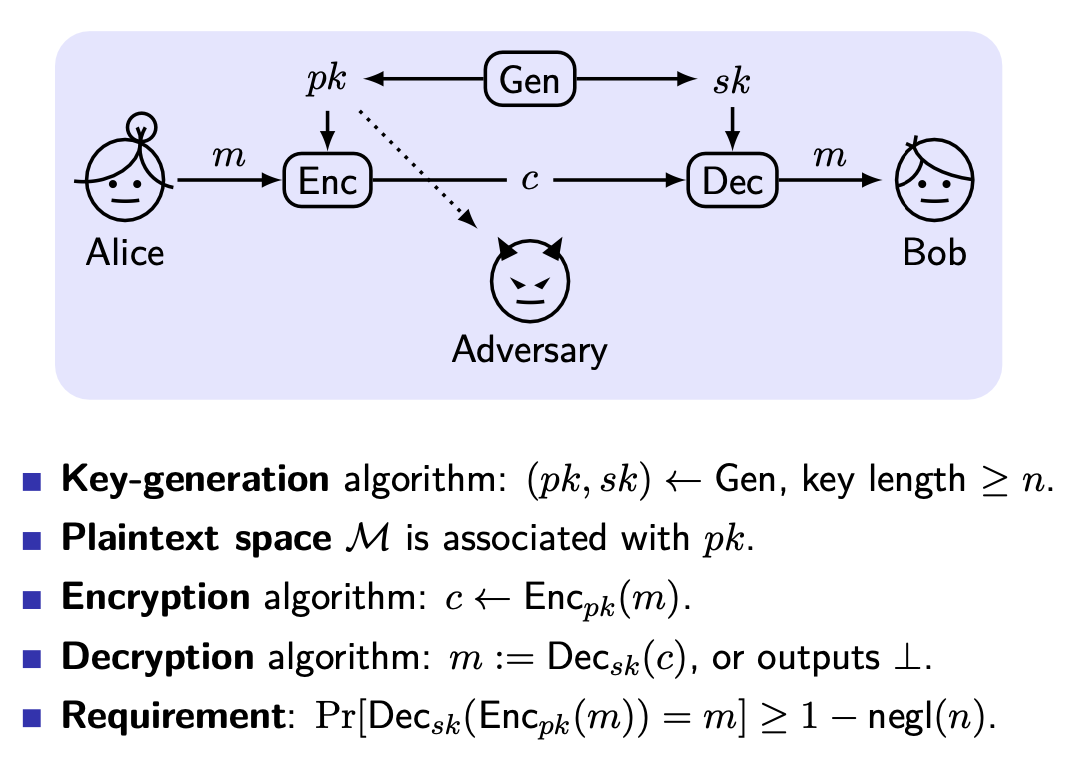 pk Gen sk
m m
Enc c Dec
Alice Bob
Adversary
■ Key-generation algorithm: (pk, sk) ← Gen, key length ≥ n.
■ Plaintext space ℳ is associated with pk.
■ Encryption algorithm: c ← Enc_pk(m).
■ Decryption algorithm: m := Dec_sk(c), or outputs ⊥.
■ Requirement: Pr[Dec_sk(Enc_pk(m)) = m] ≥ 1 − negl(n).